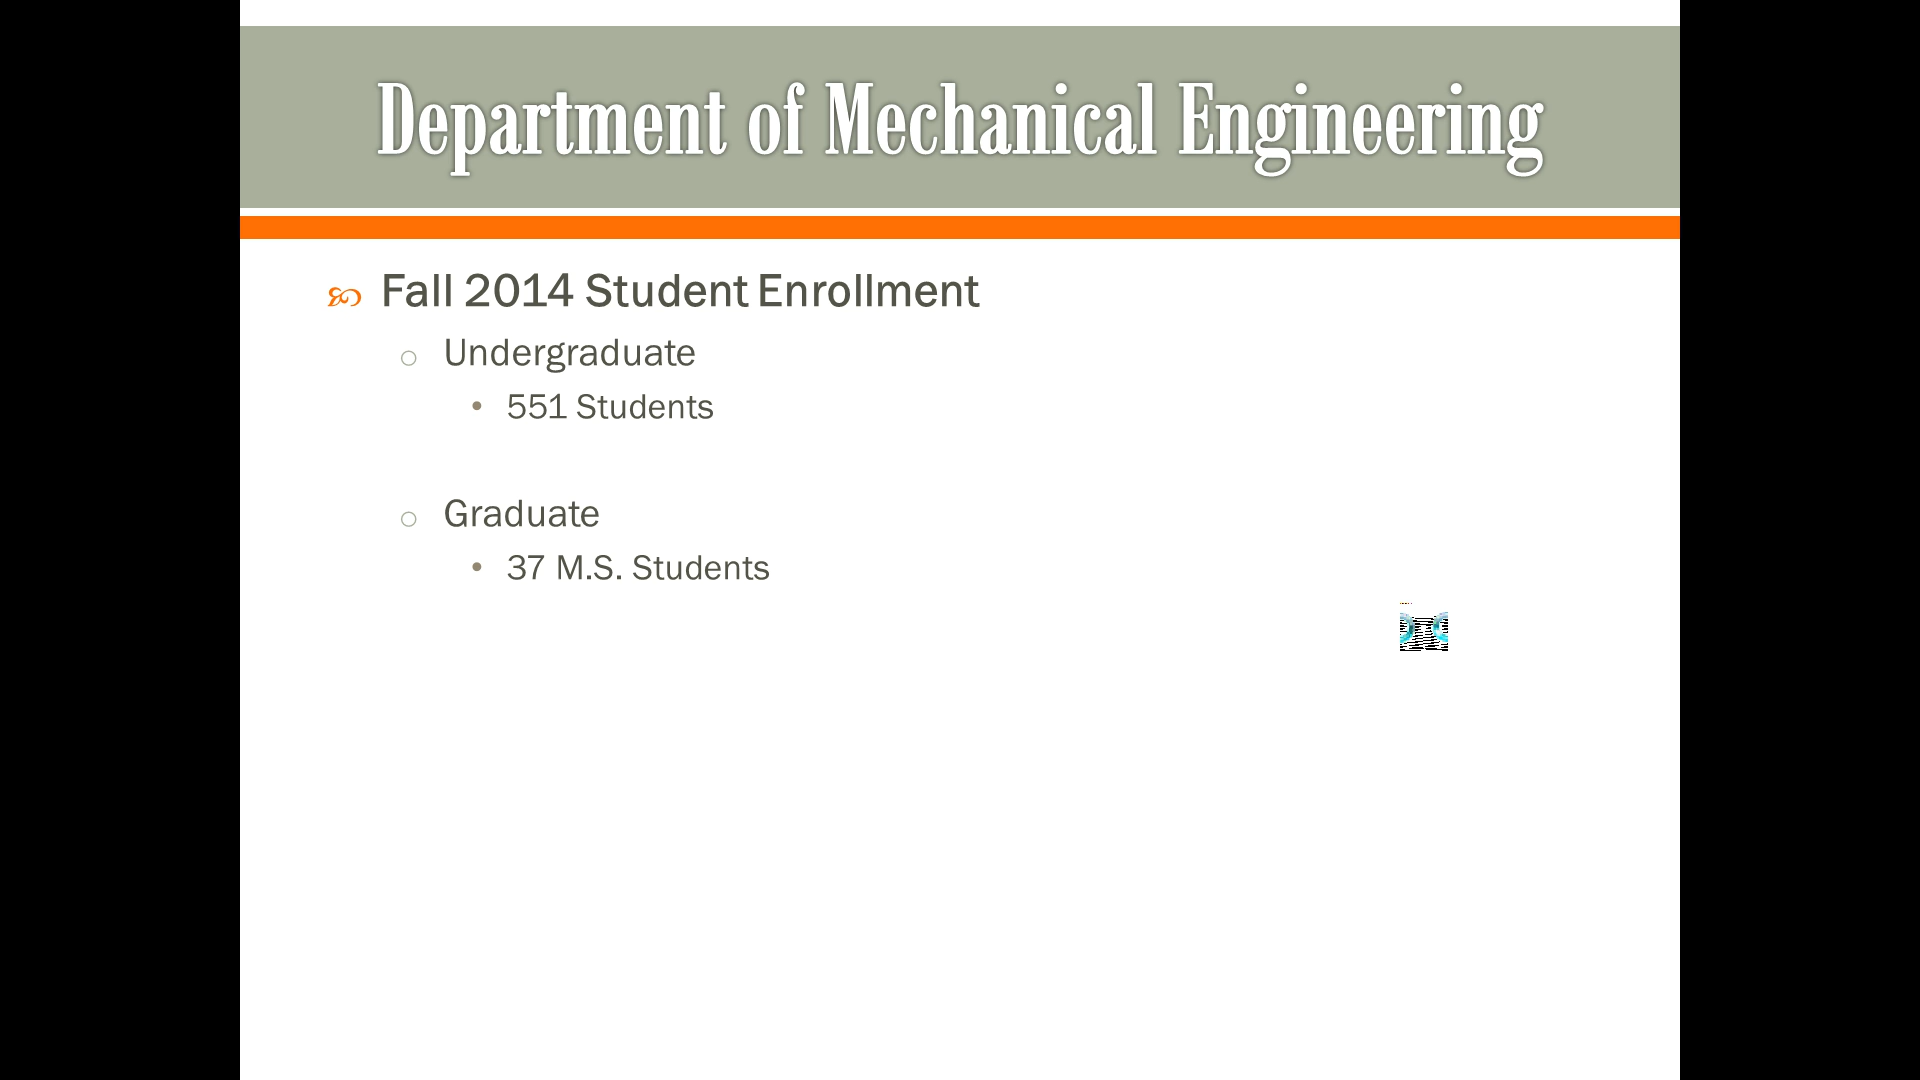 Department of Mechanical Engineering
Fall 2014 Student Enrollment
Undergraduate
551 Students
Graduate
37 M.S. Students